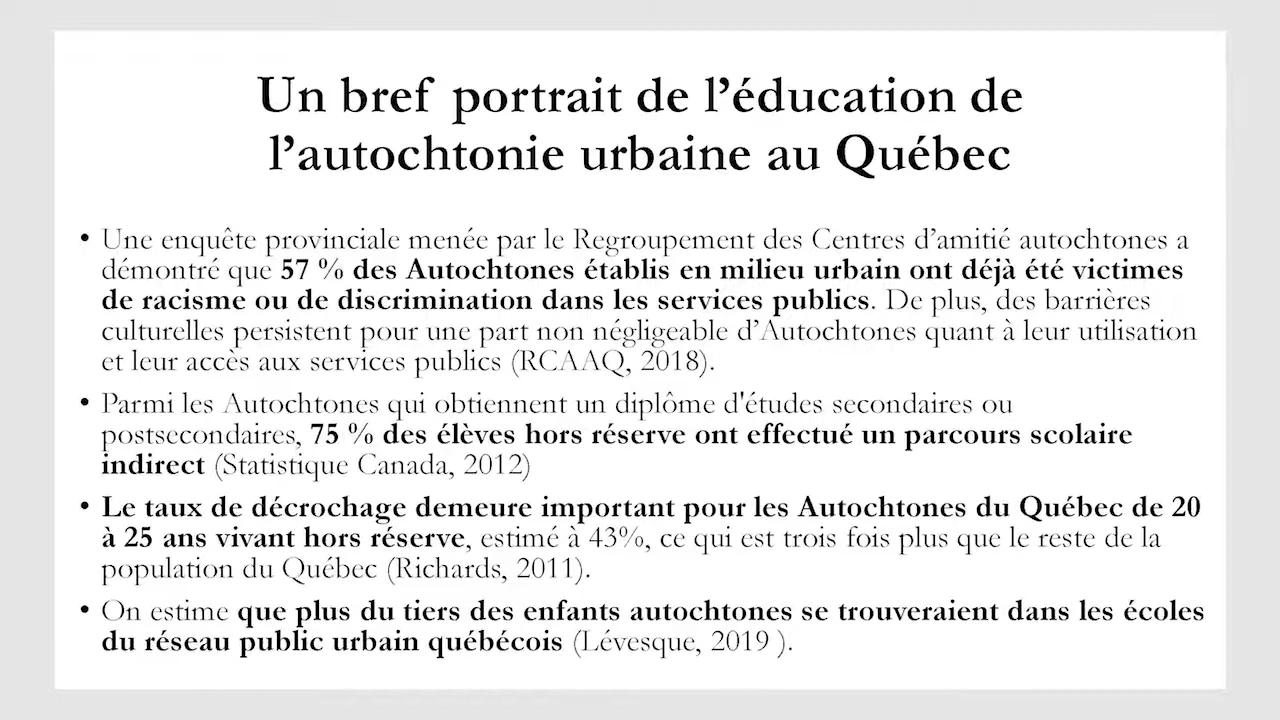 Un bref portrait de l’éducation de
l’autochtonie urbaine au Québec
• Une enquête provinciale menée par le Regroupement des Centres d’amitié autochtones a
démontré que 57 % des Autochtones établis en milieu urbain ont déjà été victimes
de racisme ou de discrimination dans les services publics. De plus, des barrières
culturelles persistent pour une part non négligeable d’Autochtones quant à leur utilisation
et leur accès aux services publics (RCAAQ, 2018).
• Parmi les Autochtones qui obtiennent un diplôme d'études secondaires ou
postsecondaires, 75 % des élèves hors réserve ont effectué un parcours scolaire
indirect (Statistique Canada, 2012)
• Le taux de décrochage demeure important pour les Autochtones du Québec de 20
à 25 ans vivant hors réserve, estimé à 43%, ce qui est trois fois plus que le reste de la
population du Québec (Richards, 2011).
• On estime que plus du tiers des enfants autochtones se trouveraient dans les écoles
du réseau public urbain québécois (Lévesque, 2019 ).